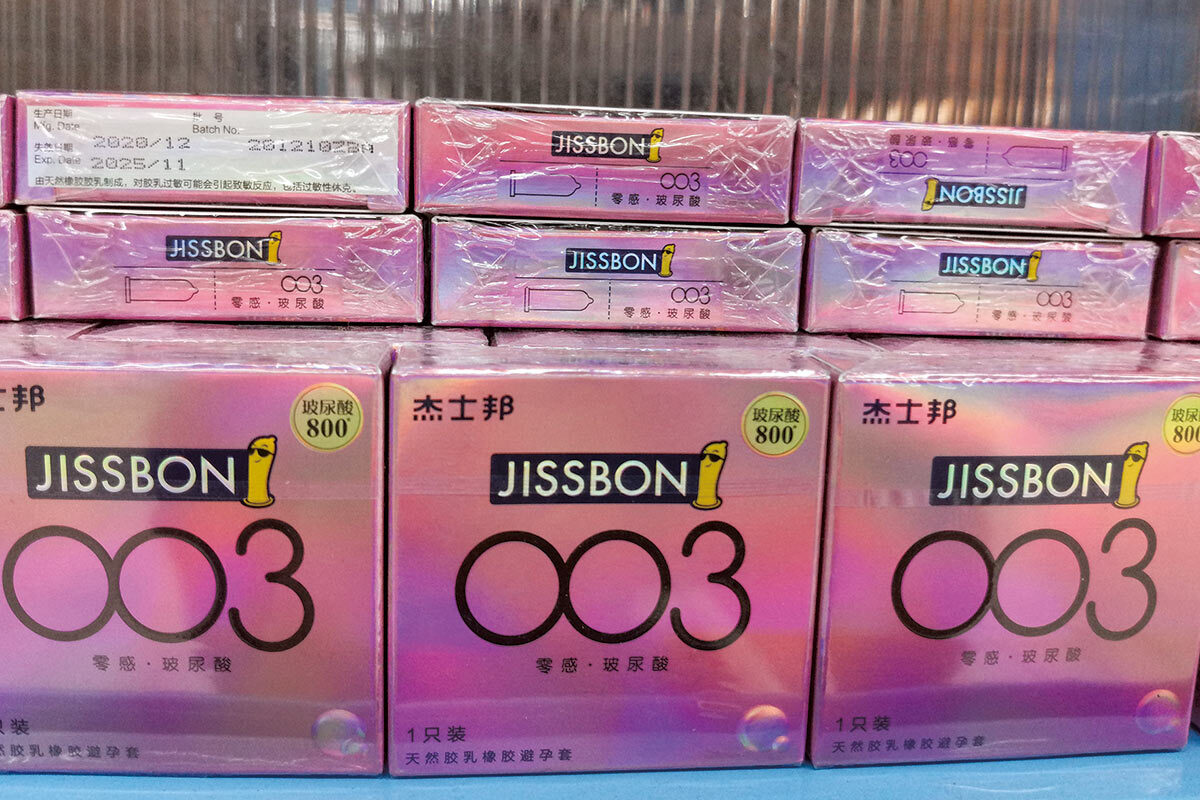 生产日期
Mfg. Date
批 号
Batch No.
2020/12
20121028A
失效日期
Exp. Date
2025/11
由天然橡胶胶乳制成，对胶乳过敏可能会引起致敏反应，包括过敏性休克。
JISSBON
003
零感·玻尿酸
003
零感·玻尿酸
JISSBON
JISSBON
003
零感·玻尿酸
JISSBON
003
零感·玻尿酸
JISSBON
003
零感·玻尿酸
士邦
玻尿酸
800
JISSBON
003
零感·玻尿酸
只装
然胶乳橡胶避孕套
杰士邦
玻尿酸
800
JISSBON
003
零感·玻尿酸
1只装
天然胶乳橡胶避孕套
杰士邦
玻尿
800
JISSBON
003
零感·玻尿酸
1只装
天然胶乳橡胶避孕套